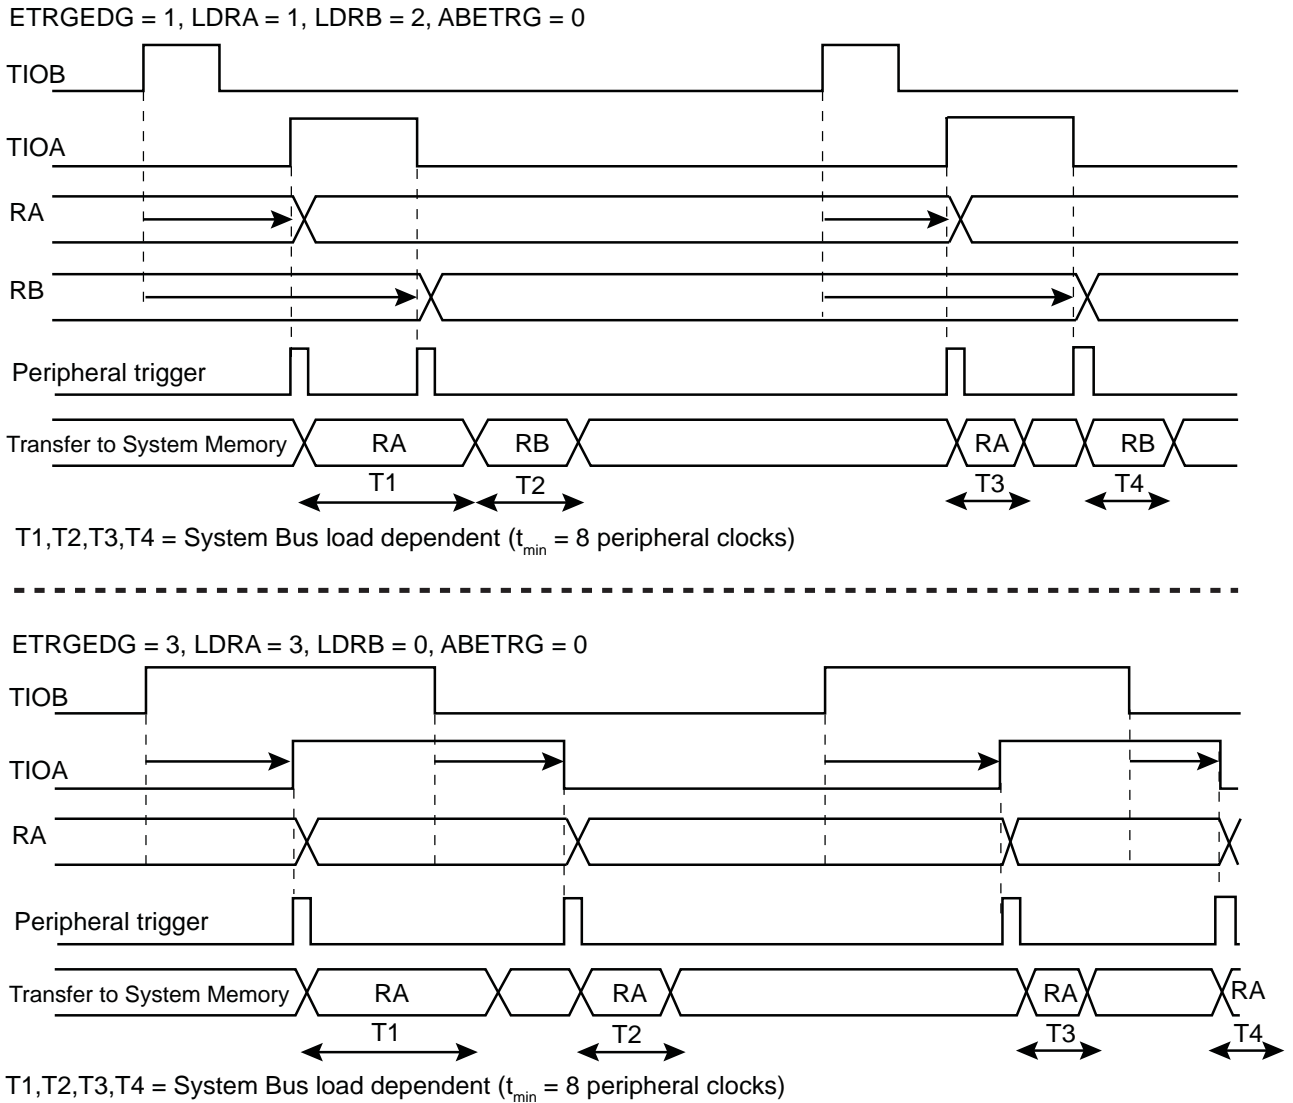 ETRGEDG = 1, LDRA = 1, LDRB = 2, ABETRG = 0
TIOB
TIOA
RA
RB
Peripheral trigger
Transfer to System Memory RA RB RA RB
T1 T2 T3 T4
T1,T2,T3,T4 = System Bus load dependent (tmin = 8 peripheral clocks)
ETRGEDG = 3, LDRA = 3, LDRB = 0, ABETRG = 0
TIOB
TIOA
RA
Peripheral trigger
Transfer to System Memory RA RA RA RA
T1 T2 T3 T4
T1,T2,T3,T4 = System Bus load dependent (tmin = 8 peripheral clocks)